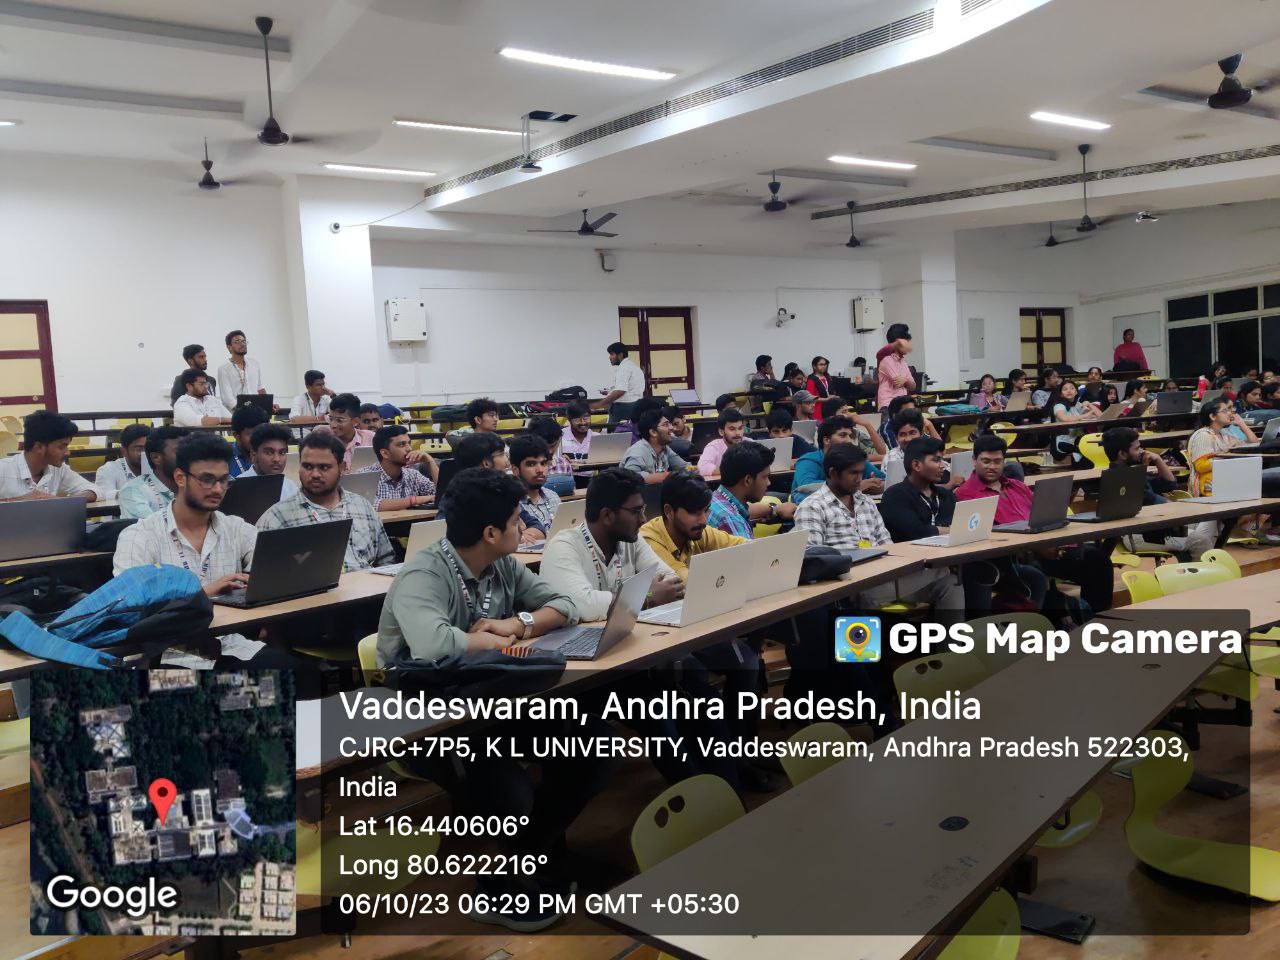 GPS Map Camera
Vaddeswaram, Andhra Pradesh, India
CJRC+7P5, K L UNIVERSITY, Vaddeswaram, Andhra Pradesh 522303,
India
Lat 16.440606°
Long 80.622216°
06/10/23 06:29 PM GMT +05:30
Google